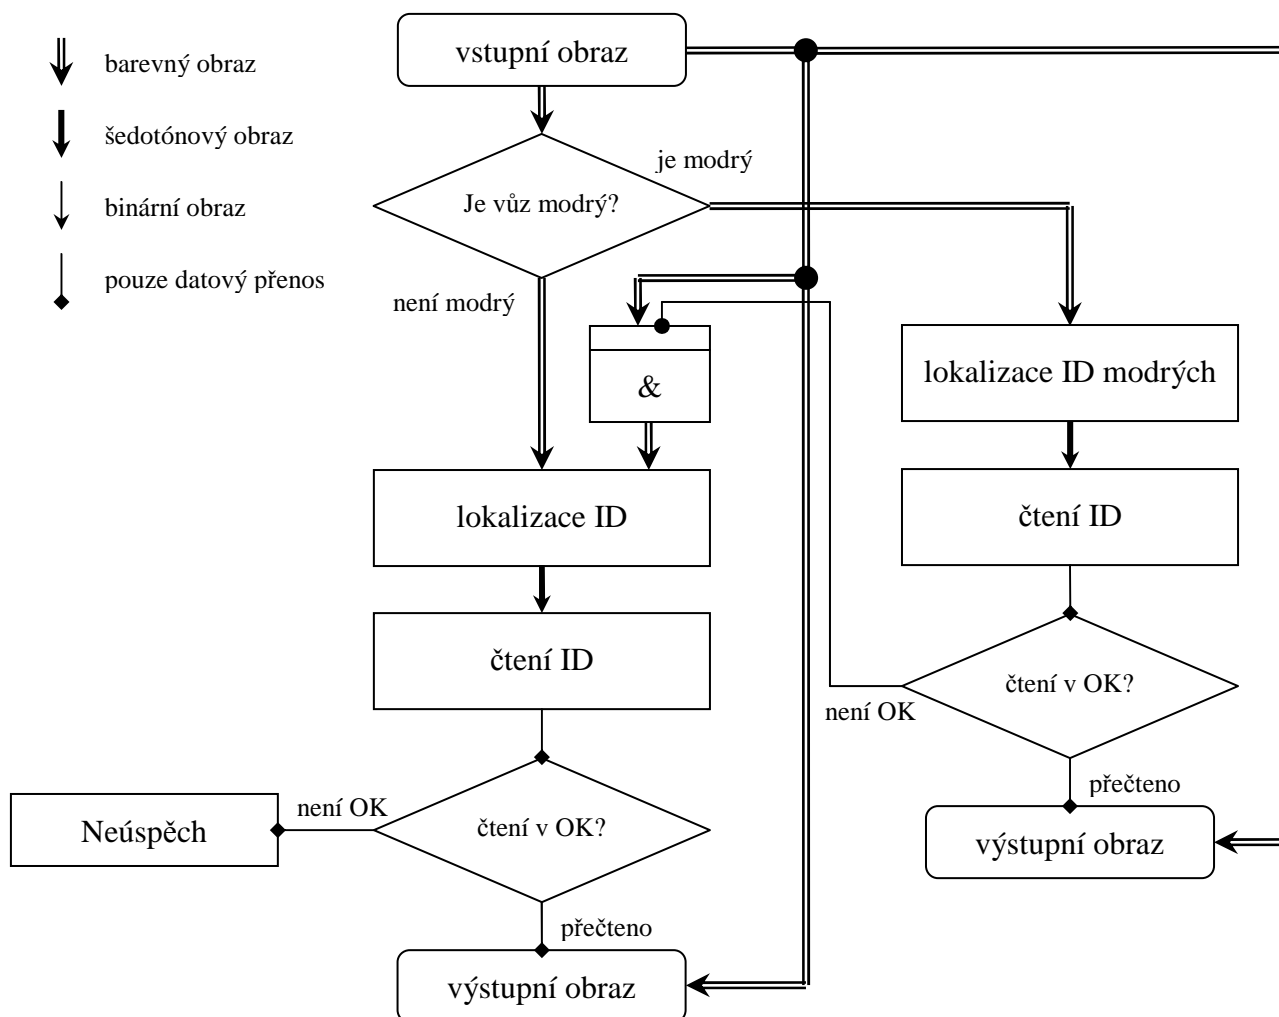 vstupní obraz
barevný obraz
šedotónový obraz
binární obraz
pouze datový přenos
je modrý
Je vůz modrý?
není modrý
&
lokalizace ID modrých
lokalizace ID
čtení ID
čtení ID
čtení v OK?
není OK
přečteno
výstupní obraz
není OK
Neúspěch
čtení v OK?
přečteno
výstupní obraz